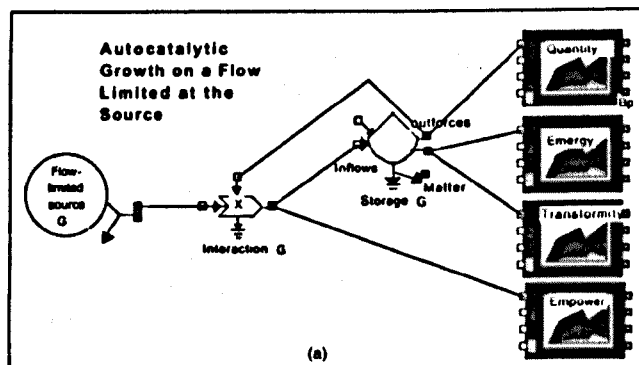 Autocatalytic
Growth on a Flow
Limited at the
Source
Quantity
Emergy
Transformity
Empower
outforces
Inflows
Matter
Storage G
Flow-
limited
source
G
X
Interaction G
(a)